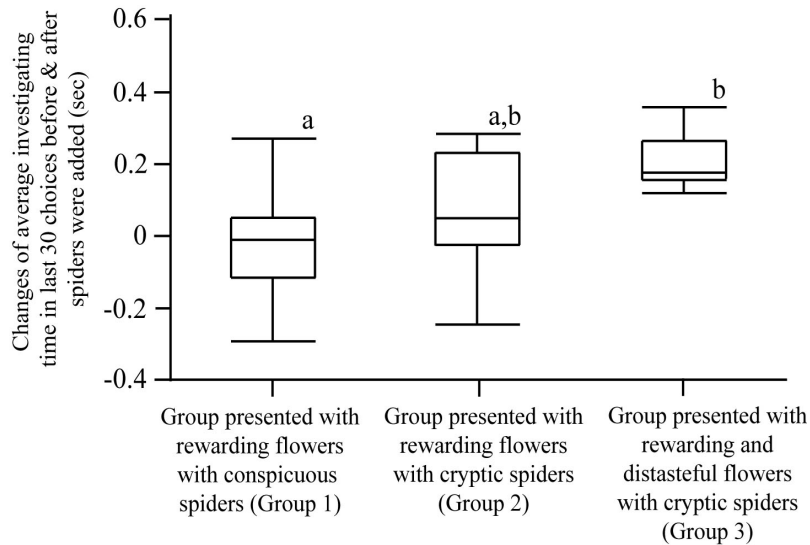 Changes of average investigating
time in last 30 choices before & after
spiders were added (sec)
0.6
0.4
0.2
0
-0.2
-0.4
a
a,b
b
Group presented with
rewarding flowers
with conspicuous
spiders (Group 1)
Group presented with
rewarding flowers
with cryptic spiders
(Group 2)
Group presented with
rewarding and
distasteful flowers
with cryptic spiders
(Group 3)